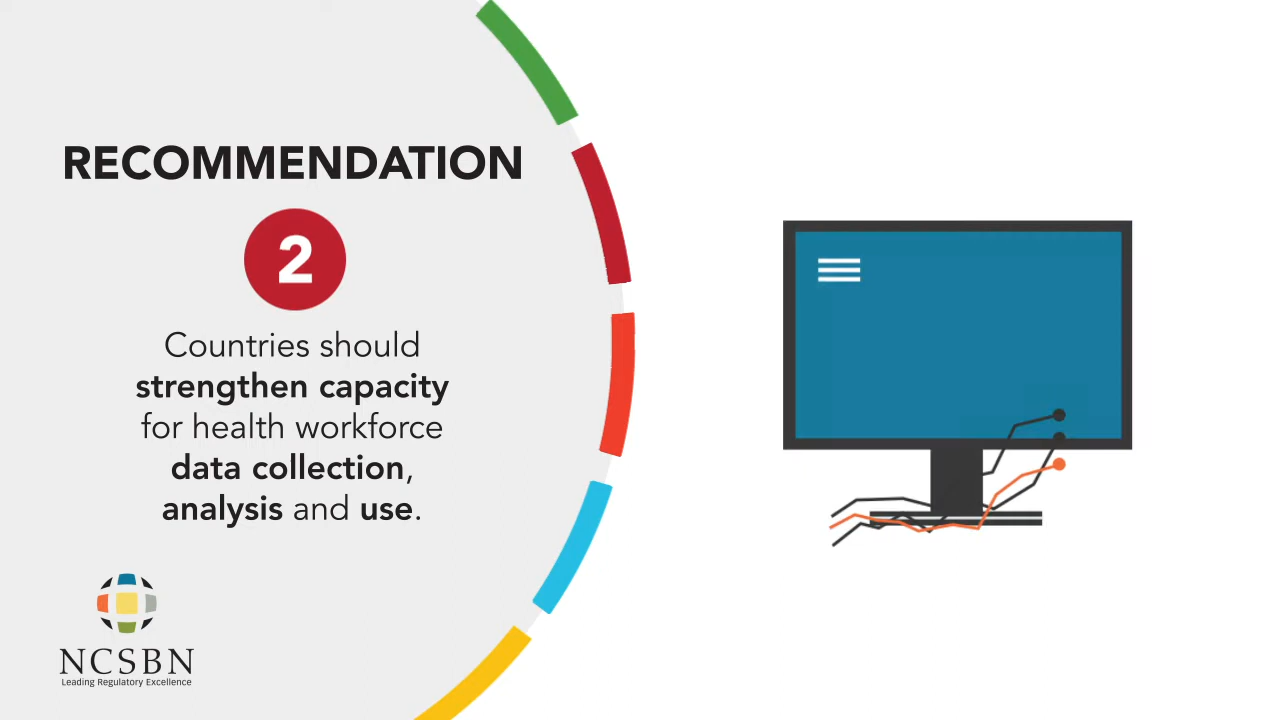 RECOMMENDATION
2
Countries should
strengthen capacity
for health workforce
data collection,
analysis and use.
NCSBN
Leading Regulatory Excellence